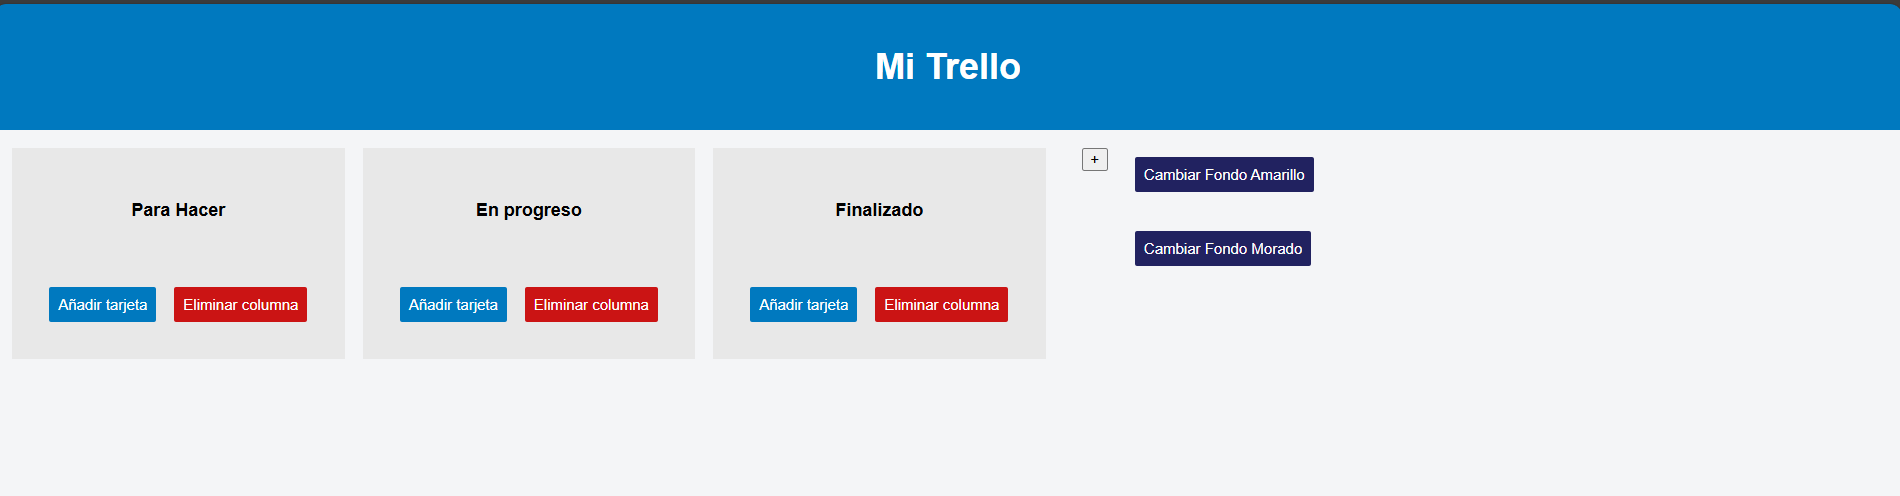 Mi Trello
Para Hacer
Añadir tarjeta
Eliminar columna
En progreso
Añadir tarjeta
Eliminar columna
Finalizado
Añadir tarjeta
Eliminar columna
+
Cambiar Fondo Amarillo
Cambiar Fondo Morado